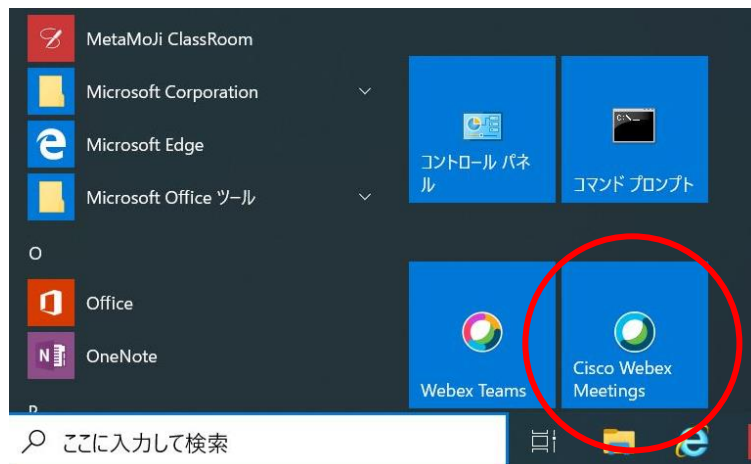 MetaMoJi ClassRoom
Microsoft Corporation
Microsoft Edge
Microsoft Office ツール
O
Office
OneNote
コントロール パネ
ル
C:\_
コマンド プロンプト
Webex Teams
Cisco Webex
Meetings
ここに入力して検索